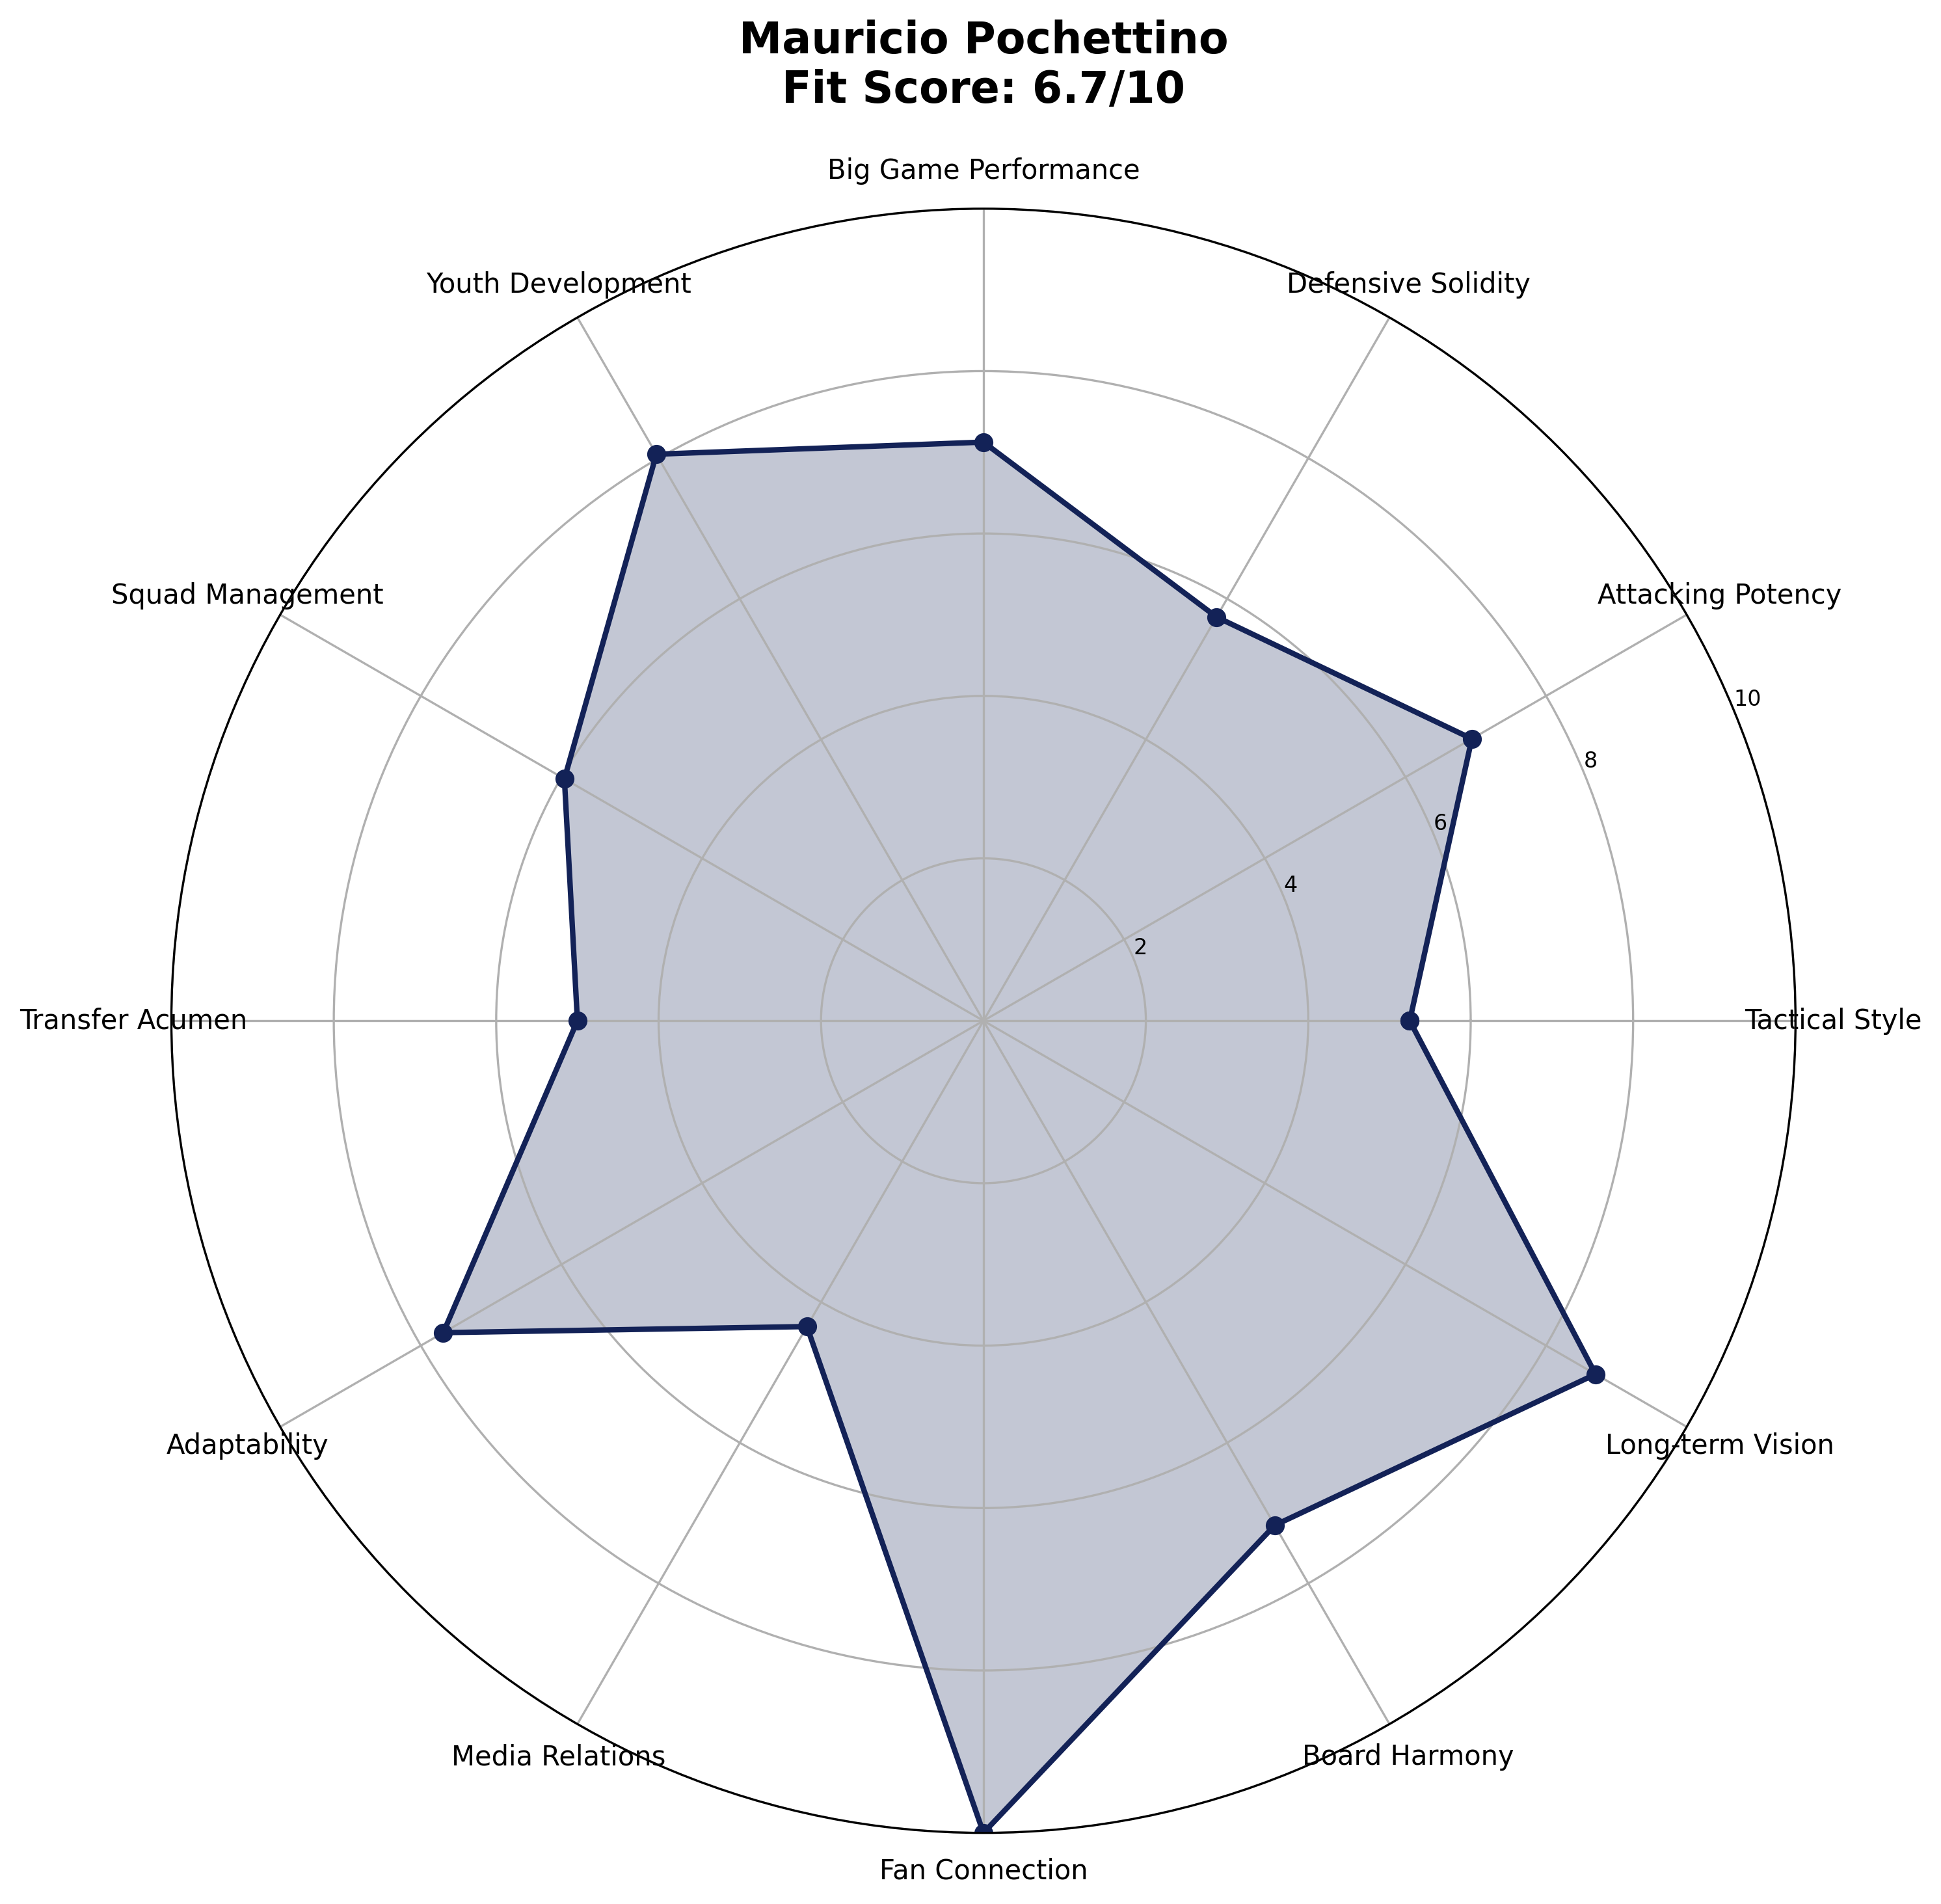 Mauricio Pochettino
Fit Score: 6.7/10
Big Game Performance
Youth Development
Defensive Solidity
Squad Management
Attacking Potency
10
8
6
4
2
Transfer Acumen
Tactical Style
Adaptability
Long-term Vision
Media Relations
Board Harmony
Fan Connection